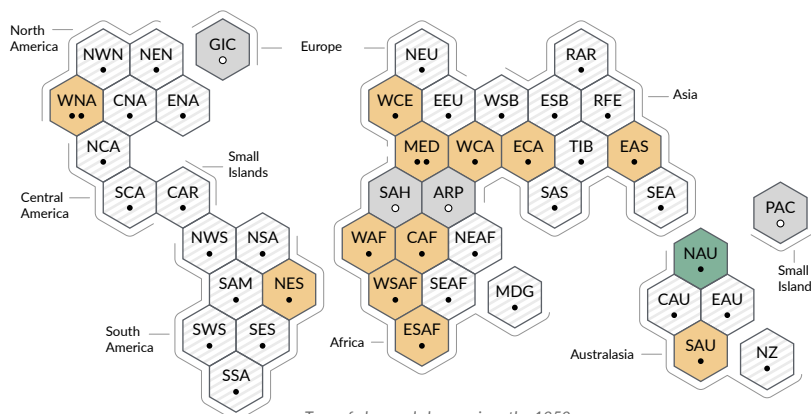 North
America
GIC
Europe
NWN
NEN
NEU
RAR
WNA
CNA
ENA
WCE
EEU
WSB
ESB
RFE
Asia
NCA
MED
WCA
ECA
TIB
EAS
Small
Islands
SCA
CAR
Central
America
SAH
ARP
SAS
SEA
PAC
NWS
NSA
WAF
CAF
NEAF
NAU
Small
Island
SAM
NES
WSAF
SEAF
MDG
CAU
EAU
South
America
SWS
SES
Africa
ESAF
Australasia
SAU
NZ
SSA